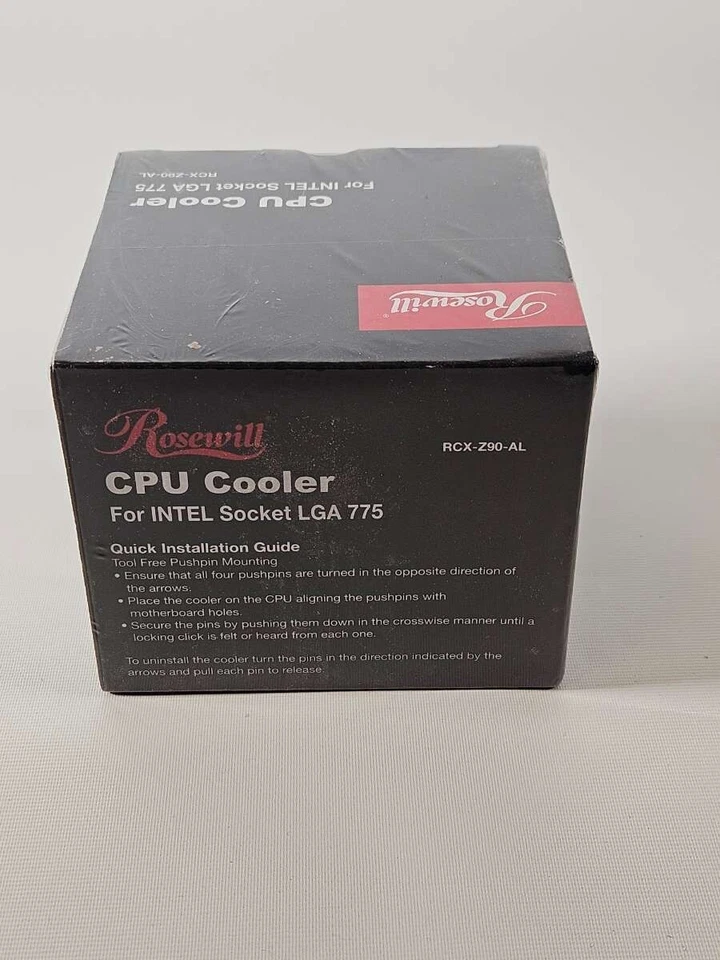 RCX-Z90-AL
For INTEL Socket LGA 775
CPU Cooler
Rosewill®
Rosewill
RCX-Z90-AL
CPU Cooler
For INTEL Socket LGA 775
Quick Installation Guide
Tool Free Pushpin Mounting
• Ensure that all four pushpins are turned in the opposite direction of
the arrows.
• Place the cooler on the CPU aligning the pushpins with
motherboard holes.
• Secure the pins by pushing them down in the crosswise manner until a
locking click is felt or heard from each one.
To uninstall the cooler turn the pins in the direction indicated by the
arrows and pull each pin to release.